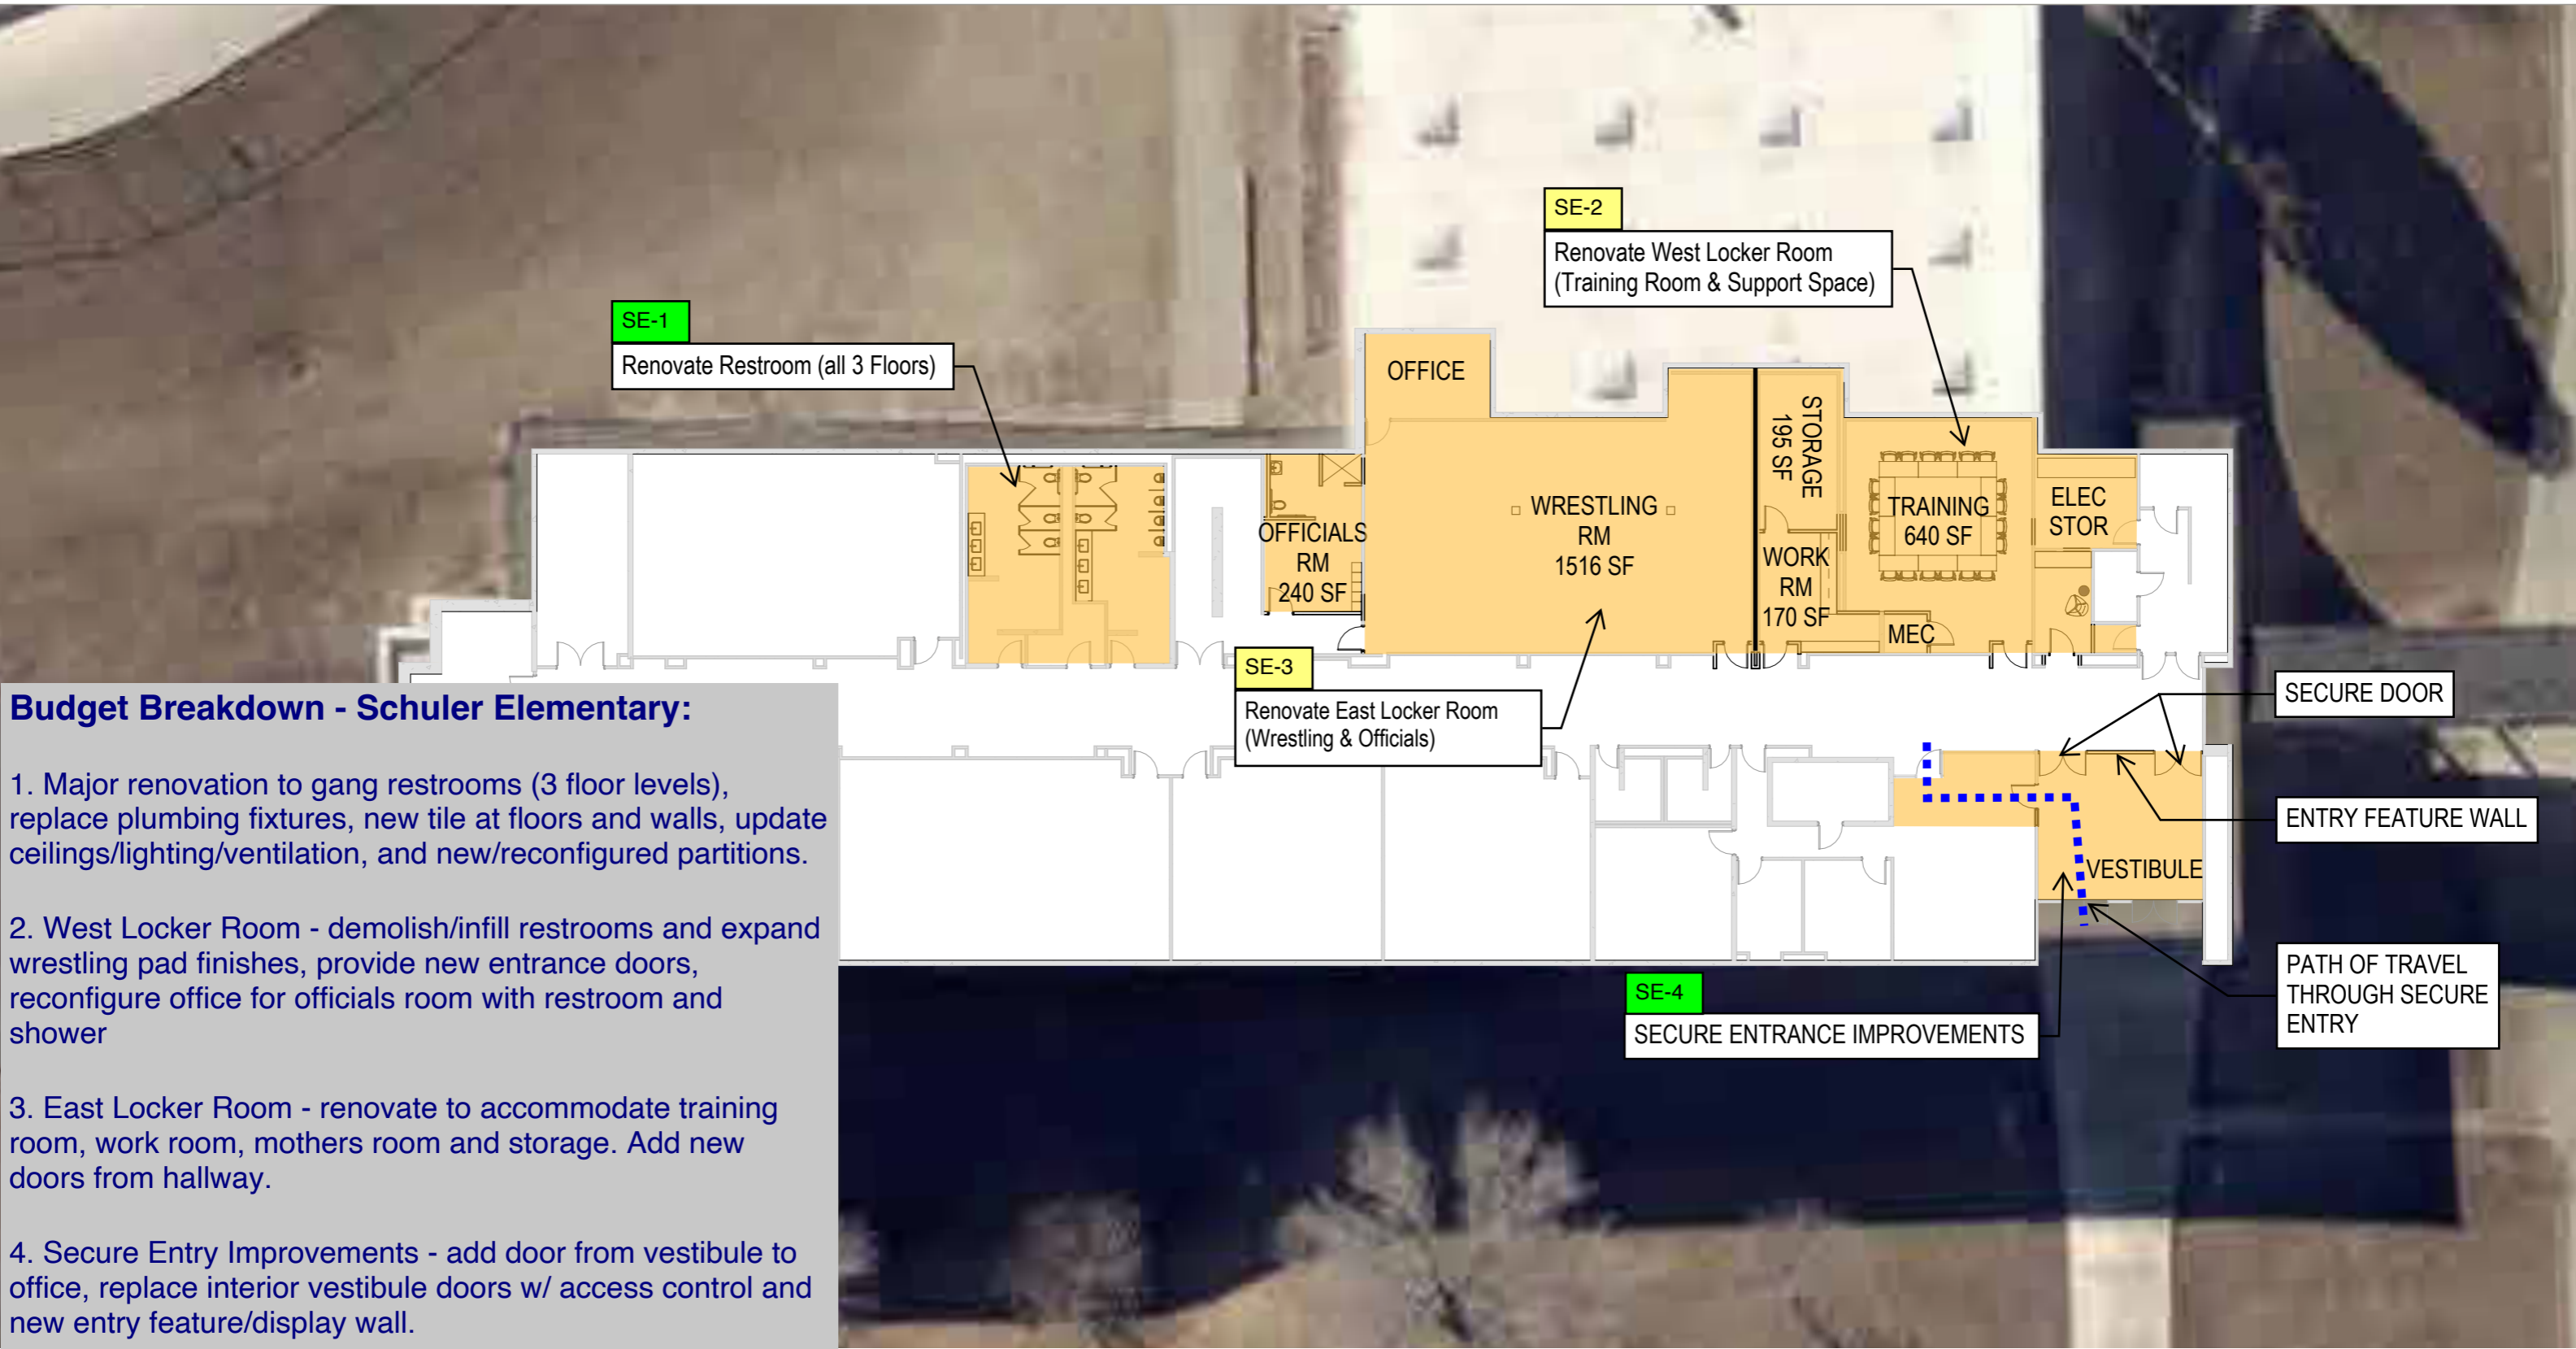 SE-2
Renovate West Locker Room
(Training Room & Support Space)
SE-1
Renovate Restroom (all 3 Floors)
OFFICE
STORAGE
195 SF
WRESTLING
RM
1516 SF
TRAINING
640 SF
ELEC
STOR
OFFICIALS
RM
240 SF
WORK
RM
170 SF
MEC
SE-3
Renovate East Locker Room
(Wrestling & Officials)
SECURE DOOR
ENTRY FEATURE WALL
VESTIBULE
PATH OF TRAVEL
THROUGH SECURE
ENTRY
SE-4
SECURE ENTRANCE IMPROVEMENTS
Budget Breakdown - Schuler Elementary:
1. Major renovation to gang restrooms (3 floor levels),
replace plumbing fixtures, new tile at floors and walls, update
ceilings/lighting/ventilation, and new/reconfigured partitions.
2. West Locker Room - demolish/infill restrooms and expand
wrestling pad finishes, provide new entrance doors,
reconfigure office for officials room with restroom and
shower
3. East Locker Room - renovate to accommodate training
room, work room, mothers room and storage. Add new
doors from hallway.
4. Secure Entry Improvements - add door from vestibule to
office, replace interior vestibule doors w/ access control and
new entry feature/display wall.